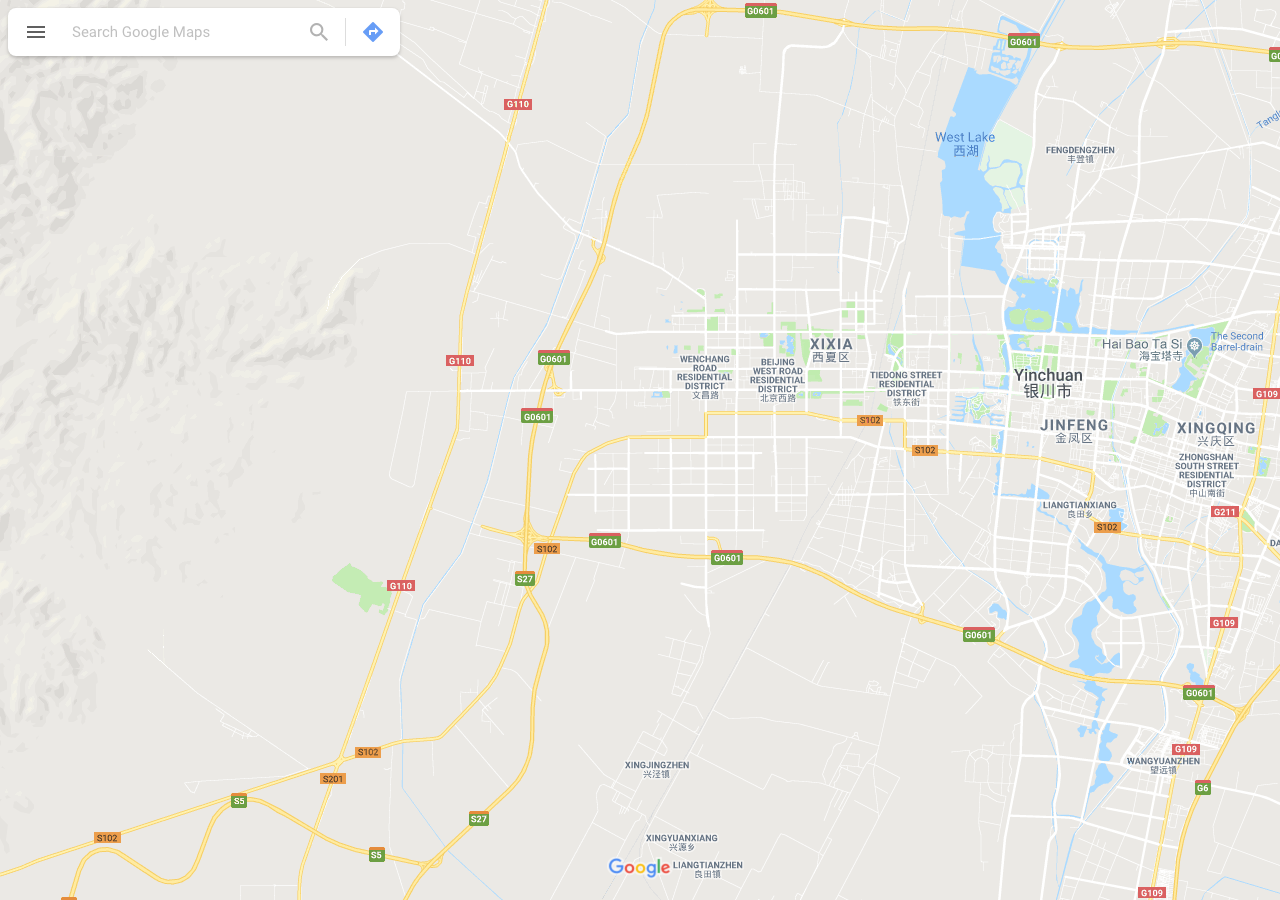 Search Google Maps
G0601
G0601
G110
Tangl
West Lake
西湖
FENGDENGZHEN
丰登镇
XIXIA
西夏区
Hai Bao Ta Si
海宝塔寺
The Second
Barrel-drain
G110
G0601
WENCHANG
ROAD
RESIDENTIAL
DISTRICT
文昌路
BEIJING
WEST ROAD
RESIDENTIAL
DISTRICT
北京西路
TIEDONG STREET
RESIDENTIAL
DISTRICT
铁东街
Yinchuan
银川市
G109
G0601
S102
JINFENG
金凤区
XINGQING
兴庆区
S102
ZHONGSHAN
SOUTH STREET
RESIDENTIAL
DISTRICT
中山南街
LIANGTIANXIANG
良田乡
G211
S102
G0601
S102
G0601
DA
S27
G110
G109
G0601
G0601
S102
G109
XINGJINGZHEN
兴泾镇
WANGYUANZHEN
望远镇
S201
G6
S5
S27
S102
S5
XINGYUANXIANG
兴源乡
Google
LIANGTIANZHEN
良田镇
G109